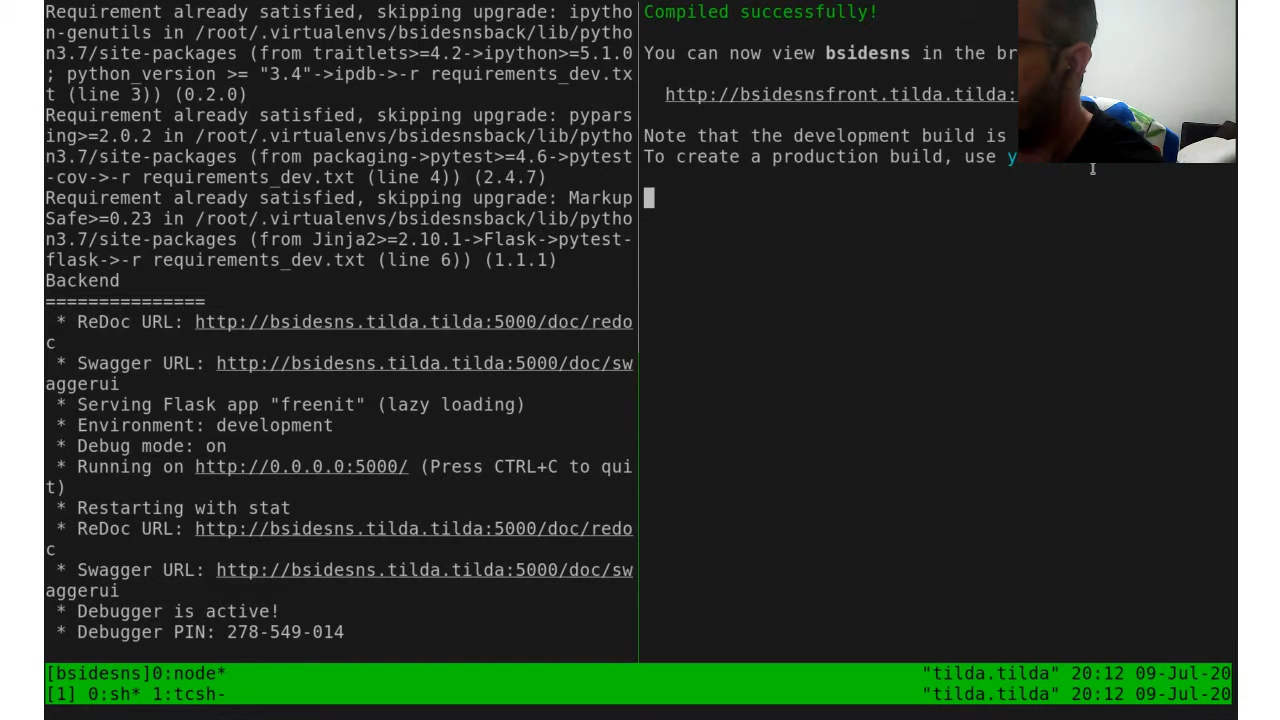 Requirement already satisfied, skipping upgrade: ipytho
n-genutils in /root/.virtualenvs/bsidesnsback/lib/pytho
n3.7/site-packages (from traitlets>=4.2->ipython>=5.1.0
; python_version >= "3.4"->ipdb->-r requirements_dev.tx
t (line 3)) (0.2.0)
Requirement already satisfied, skipping upgrade: pypars
ing>=2.0.2 in /root/.virtualenvs/bsidesnsback/lib/pytho
n3.7/site-packages (from packaging->pytest>=4.6->pytest
-cov->-r requirements_dev.txt (line 4)) (2.4.7)
Requirement already satisfied, skipping upgrade: Markup
Safe>=0.23 in /root/.virtualenvs/bsidesnsback/lib/pytho
n3.7/site-packages (from Jinja2>=2.10.1->Flask->pytest-
flask->-r requirements_dev.txt (line 6)) (1.1.1)
Backend
===============
 * ReDoc URL: http://bsidesns.tilda.tilda:5000/doc/redo
c
 * Swagger URL: http://bsidesns.tilda.tilda:5000/doc/sw
aggerui
 * Serving Flask app "freenit" (lazy loading)
 * Environment: development
 * Debug mode: on
 * Running on http://0.0.0.0:5000/ (Press CTRL+C to qui
t)
 * Restarting with stat
 * ReDoc URL: http://bsidesns.tilda.tilda:5000/doc/redo
c
 * Swagger URL: http://bsidesns.tilda.tilda:5000/doc/sw
aggerui
 * Debugger is active!
 * Debugger PIN: 278-549-014
Compiled successfully!
You can now view bsidesns in the br
http://bsidesnsfront.tilda.tilda:
Note that the development build is
To create a production build, use y
[bsidesns]0:node* "tilda.tilda" 20:12 09-Jul-20
[1] 0:sh* 1:tcsh- "tilda.tilda" 20:12 09-Jul-20